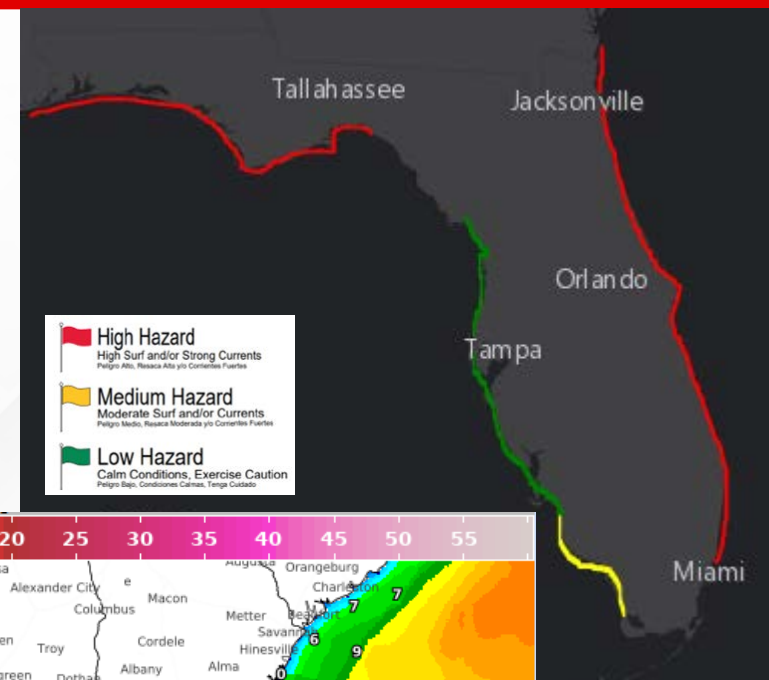 Tallahassee
Jacksonville
Orlando
Tampa
Miami
High Hazard
High Surf and/or Strong Currents
Peligro Alto, Resaca Alta y/o Corrientes Fuertes
Medium Hazard
Moderate Surf and/or Currents
Peligro Medio, Resaca Moderada y/o Corrientes Fuertes
Low Hazard
Calm Conditions, Exercise Caution
Peligro Bajo, Condiciones Calmas, Tenga Cuidado
20 25 30 35 40 45 50 55
Augusta Orangeburg
Alexander City e Charleston
Columbus Macon 7 7
Metter Beaufort
Savannah 6
Troy Cordele Hinesville 9
Albany Alma
Dothan 0